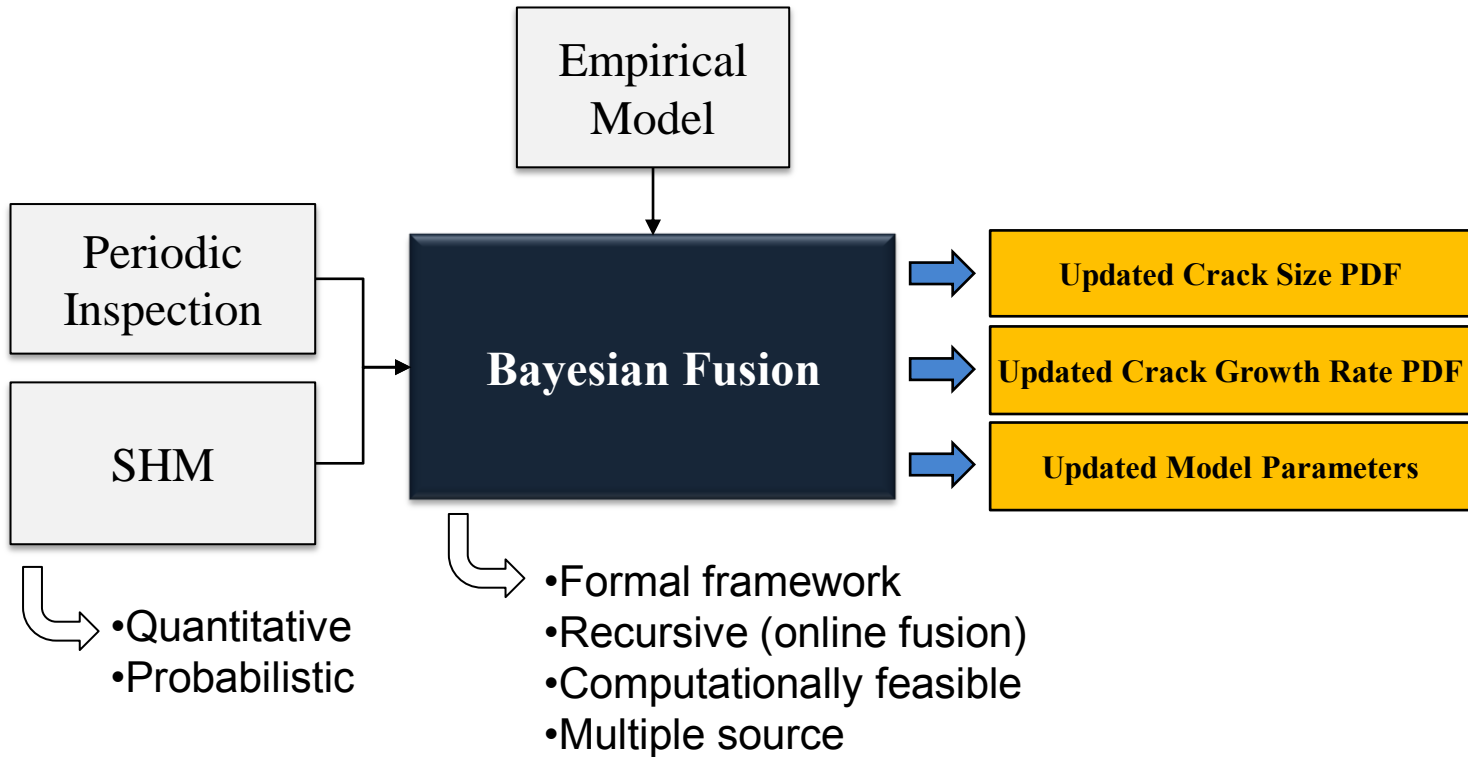 Empirical
Model
Periodic
Inspection
SHM
Bayesian Fusion
Updated Crack Size PDF
Updated Crack Growth Rate PDF
Updated Model Parameters
•Quantitative
•Probabilistic
•Formal framework
•Recursive (online fusion)
•Computationally feasible
•Multiple source